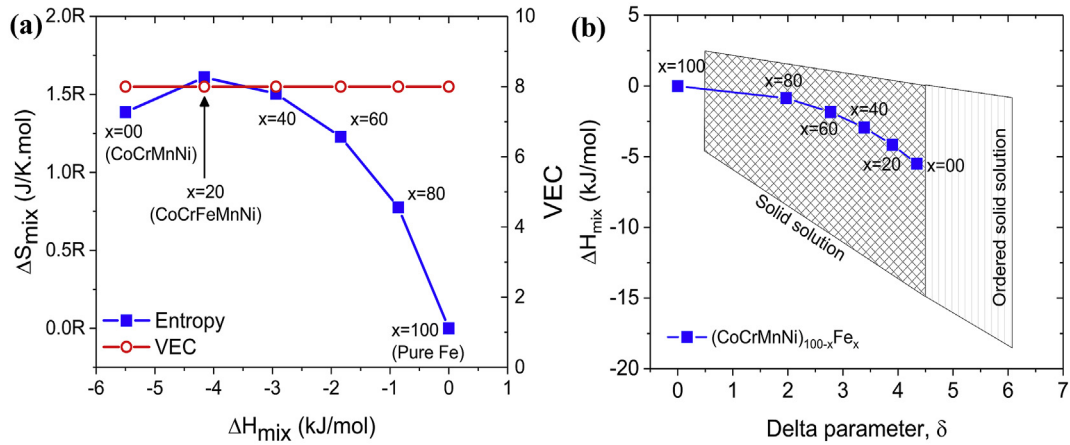 (a)
2.0R
1.5R
1.0R
0.5R
0.0R
ΔS_mix (J/K.mol)
x=00
(CoCrMnNi)
x=20
(CoCrFeMnNi)
x=40
x=60
x=80
x=100
(Pure Fe)
Entropy
VEC
10
8
6
4
2
0
VEC
-6 -5 -4 -3 -2 -1 0 1
ΔH_mix (kJ/mol)
(b)
5
0
-5
-10
-15
-20
ΔH_mix (kJ/mol)
x=100
x=80
x=60
x=40
x=20
x=00
Solid solution
Ordered solid solution
(CoCrMnNi)100-xFex
0 1 2 3 4 5 6 7
Delta parameter, δ